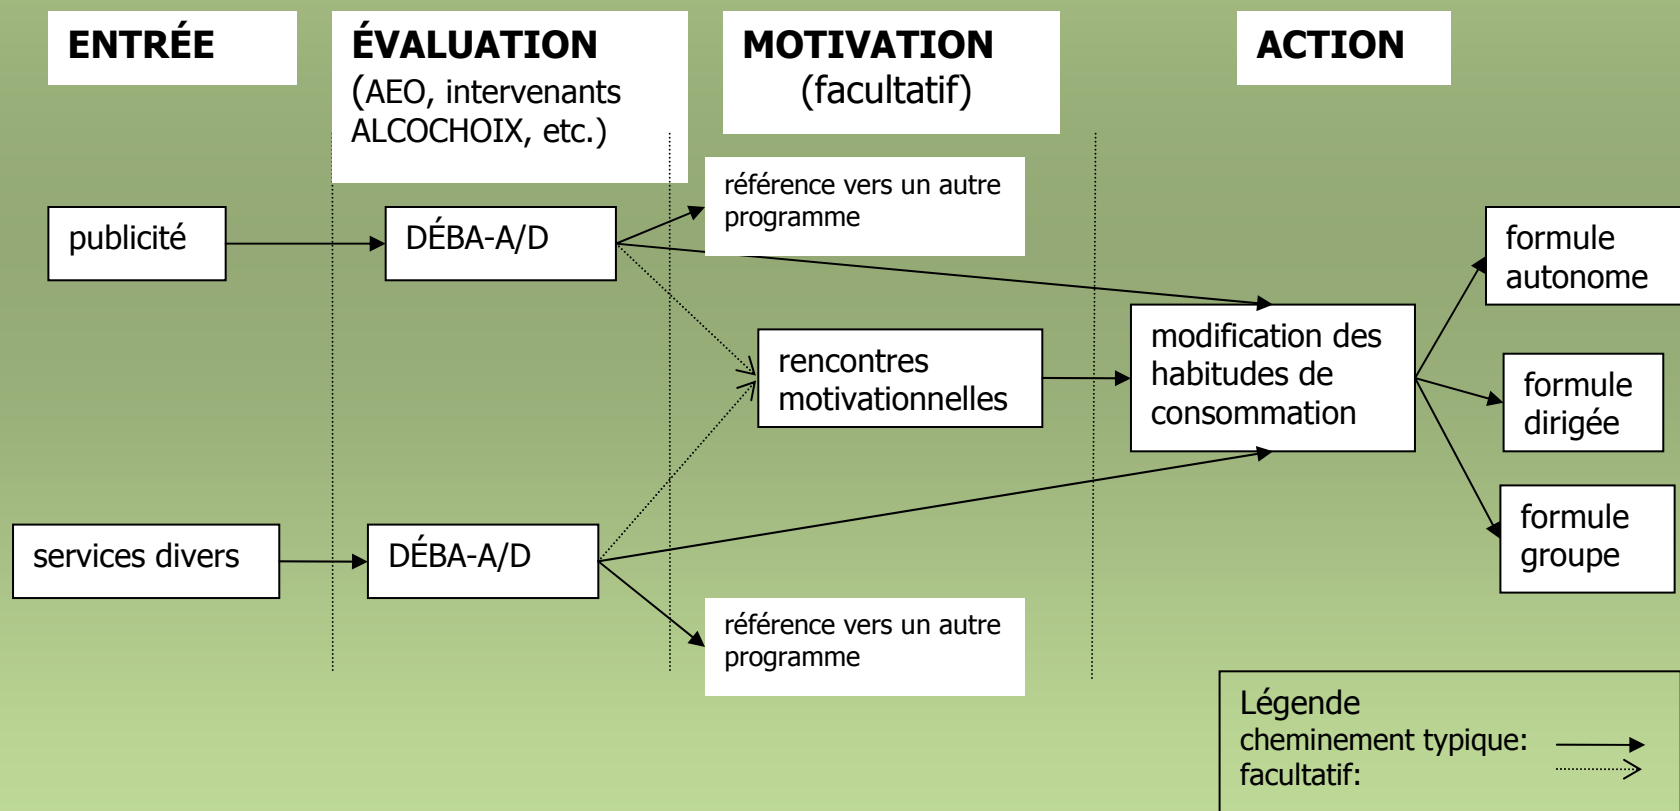 ENTRÉE
ÉVALUATION
(AEO, intervenants
ALCOCHOIX, etc.)
MOTIVATION
(facultatif)
ACTION
publicité
DÉBA-A/D
référence vers un autre
programme
rencontres
motivationnelles
modification des
habitudes de
consommation
formule
autonome
formule
dirigée
formule
groupe
services divers
DÉBA-A/D
référence vers un autre
programme
Légende
cheminement typique:
facultatif: